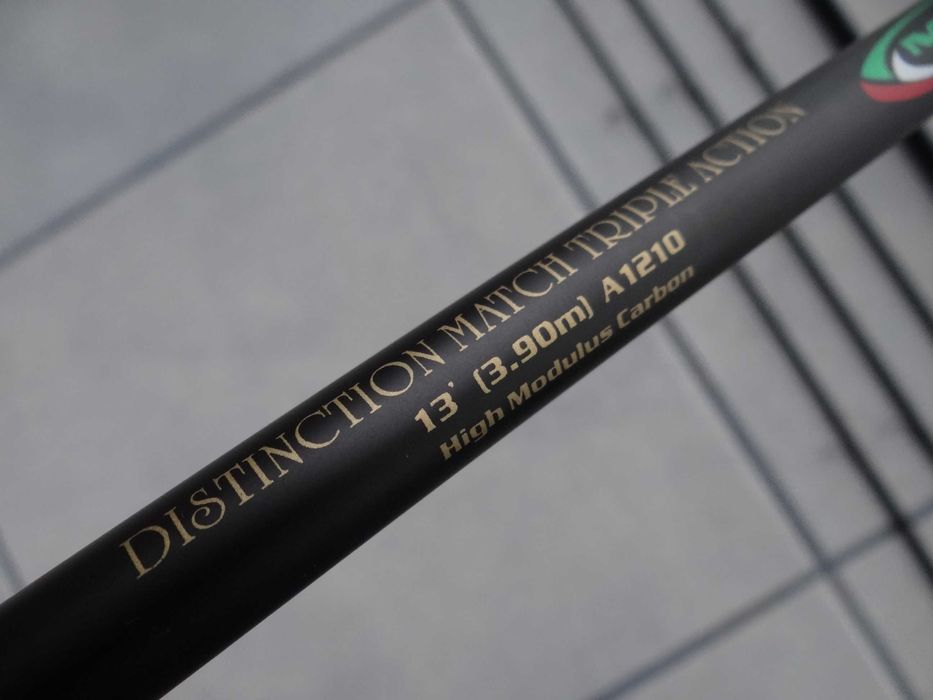 DISTINCTION MATCH TRIPLE ACTION
13' (3.90m) A1210
High Modulus Carbon